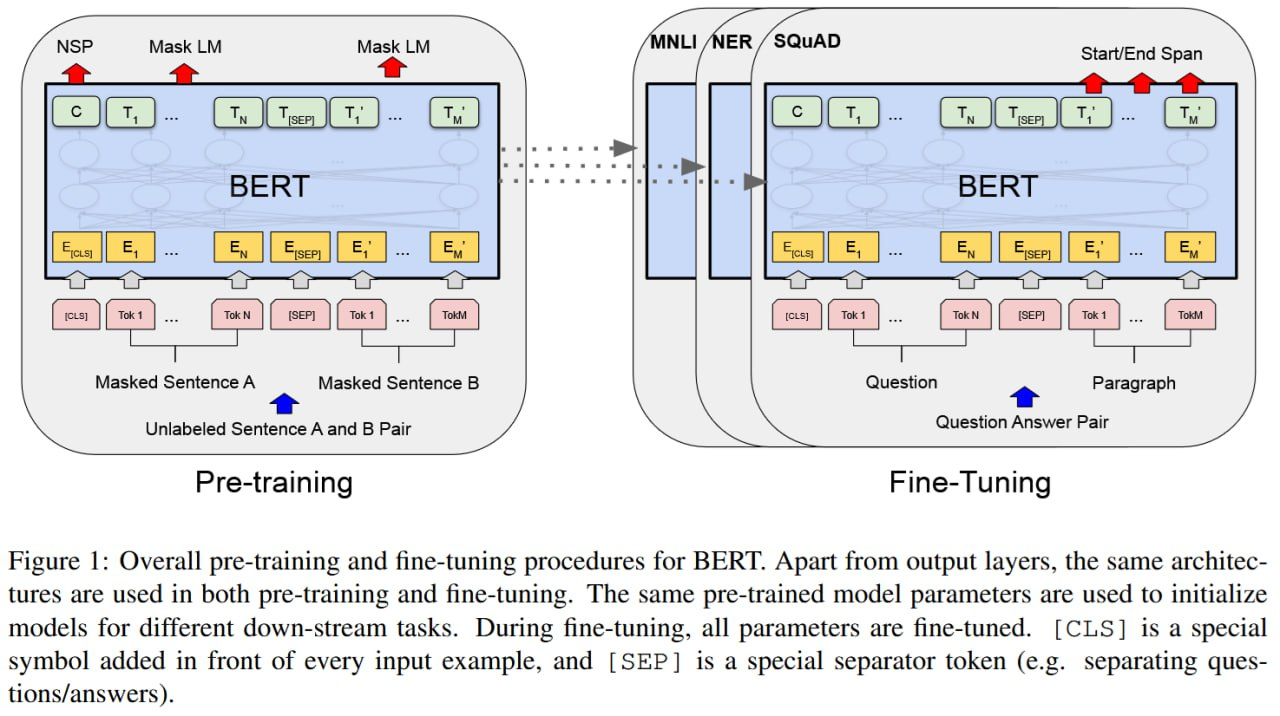 NSP Mask LM Mask LM
C T1 ... TN T[SEP] T1' ... TM'
...
...
BERT
E[CLS] E1 ... EN E[SEP] E1' ... EM'
[CLS] Tok 1 ... Tok N [SEP] Tok 1 ... TokM
Masked Sentence A Masked Sentence B
Unlabeled Sentence A and B Pair
Pre-training
MNLI NER SQuAD
Start/End Span
C T1 ... TN T[SEP] T1' ... TM'
...
...
BERT
E[CLS] E1 ... EN E[SEP] E1' ... EM'
[CLS] Tok 1 ... Tok N [SEP] Tok 1 ... TokM
Question Paragraph
Question Answer Pair
Fine-Tuning
Figure 1: Overall pre-training and fine-tuning procedures for BERT. Apart from output layers, the same architec-
tures are used in both pre-training and fine-tuning. The same pre-trained model parameters are used to initialize
models for different down-stream tasks. During fine-tuning, all parameters are fine-tuned. [CLS] is a special
symbol added in front of every input example, and [SEP] is a special separator token (e.g. separating ques-
tions/answers).